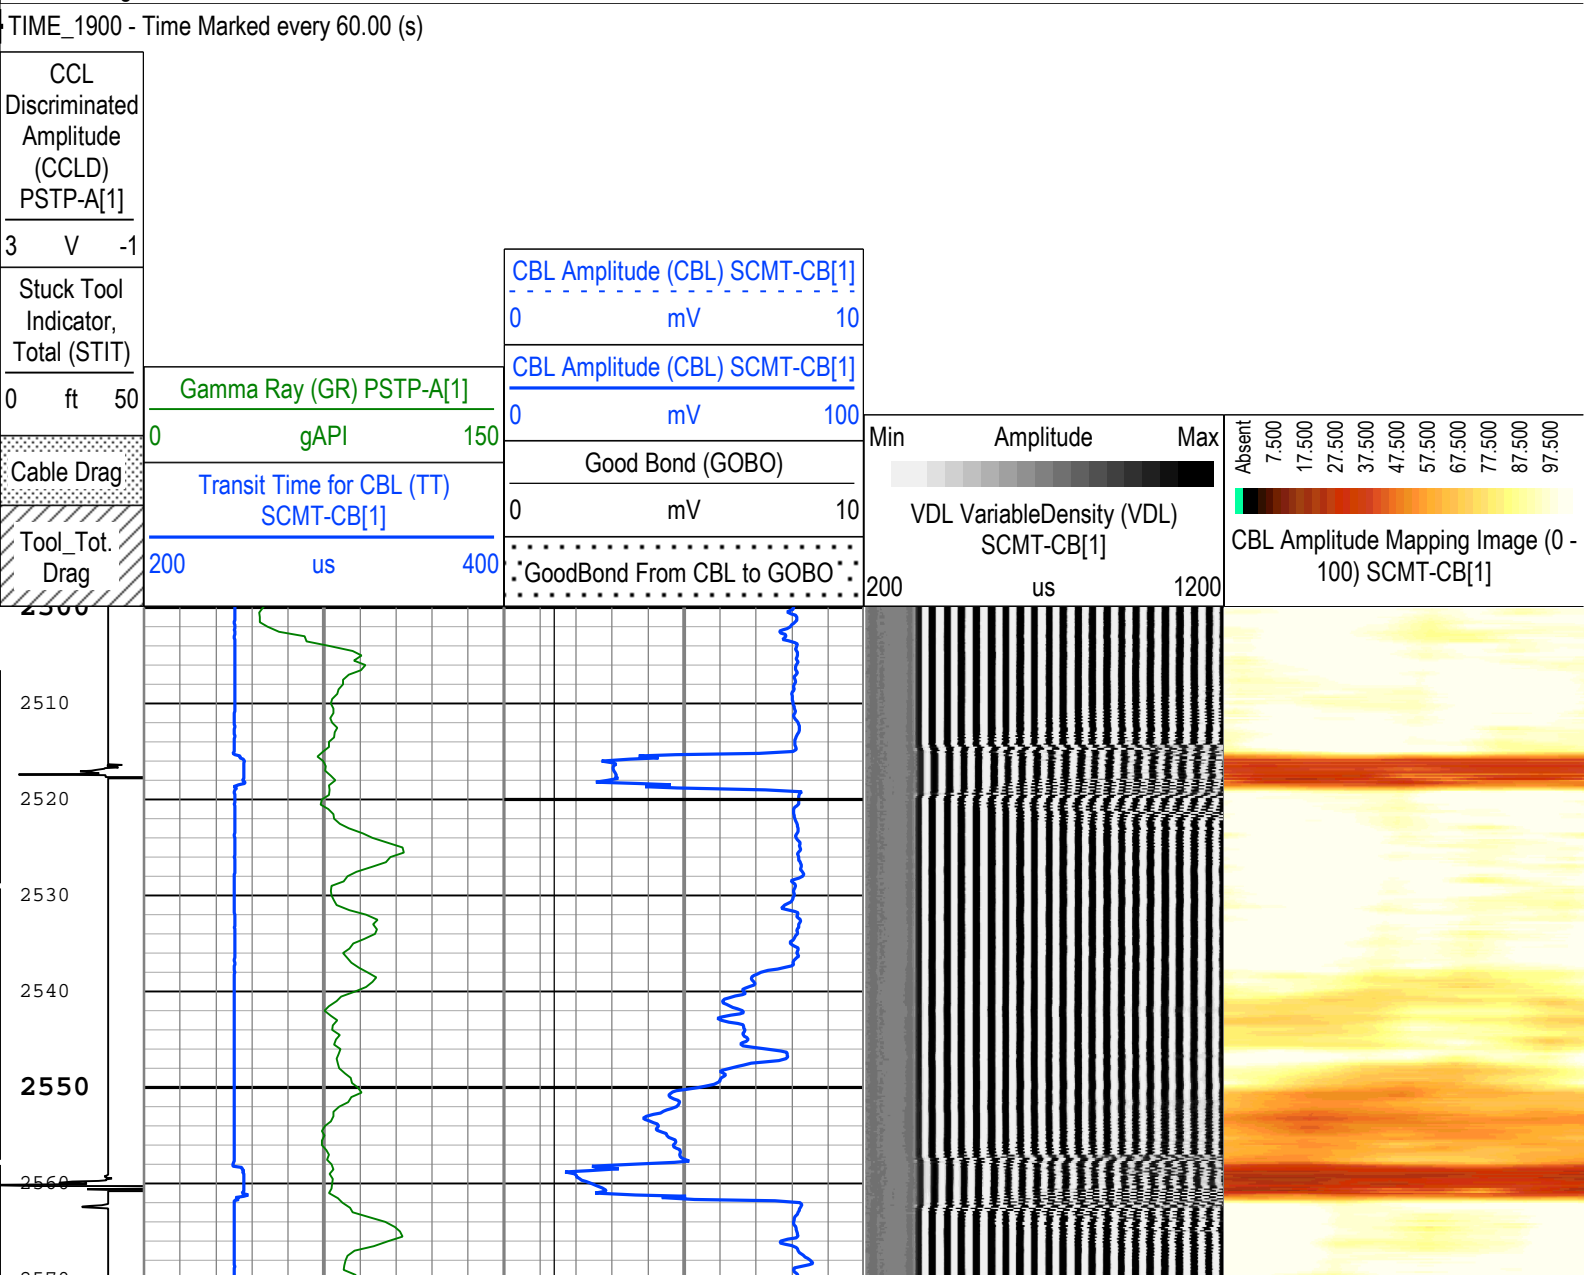 TIME_1900 - Time Marked every 60.00 (s)
CCL
Discriminated
Amplitude
(CCLD)
PSTP-A[1]
3 V -1
Stuck Tool
Indicator,
Total (STIT)
0 ft 50
Cable Drag
Tool_Tot.
Drag
Gamma Ray (GR) PSTP-A[1]
0 gAPI 150
Transit Time for CBL (TT)
SCMT-CB[1]
200 us 400
CBL Amplitude (CBL) SCMT-CB[1]
0 mV 10
CBL Amplitude (CBL) SCMT-CB[1]
0 mV 100
Good Bond (GOBO)
0 mV 10
GoodBond From CBL to GOBO
Min Amplitude Max
VDL VariableDensity (VDL)
SCMT-CB[1]
200 us 1200
Absent 7.500 17.500 27.500 37.500 47.500 57.500 67.500 77.500 87.500 97.500
CBL Amplitude Mapping Image (0 -
100) SCMT-CB[1]
2500
2510
2520
2530
2540
2550
2560
2570